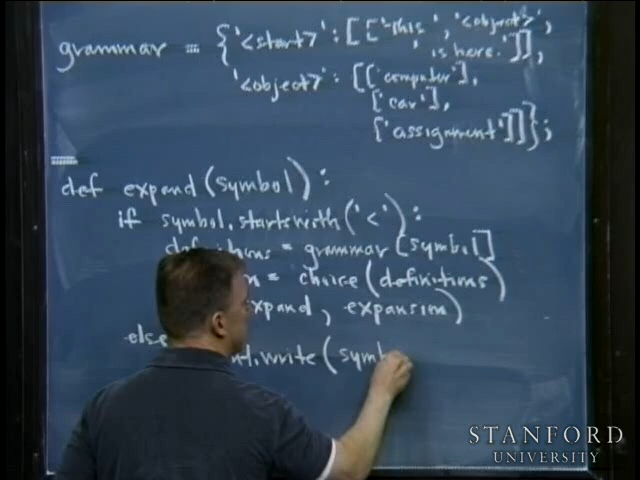 grammar = {'<start>': [['This', '<object>',
'is here.']],
'<object>': [['computer'],
['car'],
['assignment']]};
def expand(symbol):
if symbol.startswith('<'):
definitions = grammar[symbol]
= choice(definitions)
expand, expansion)
else
.write(symb
STANFORD
UNIVERSITY